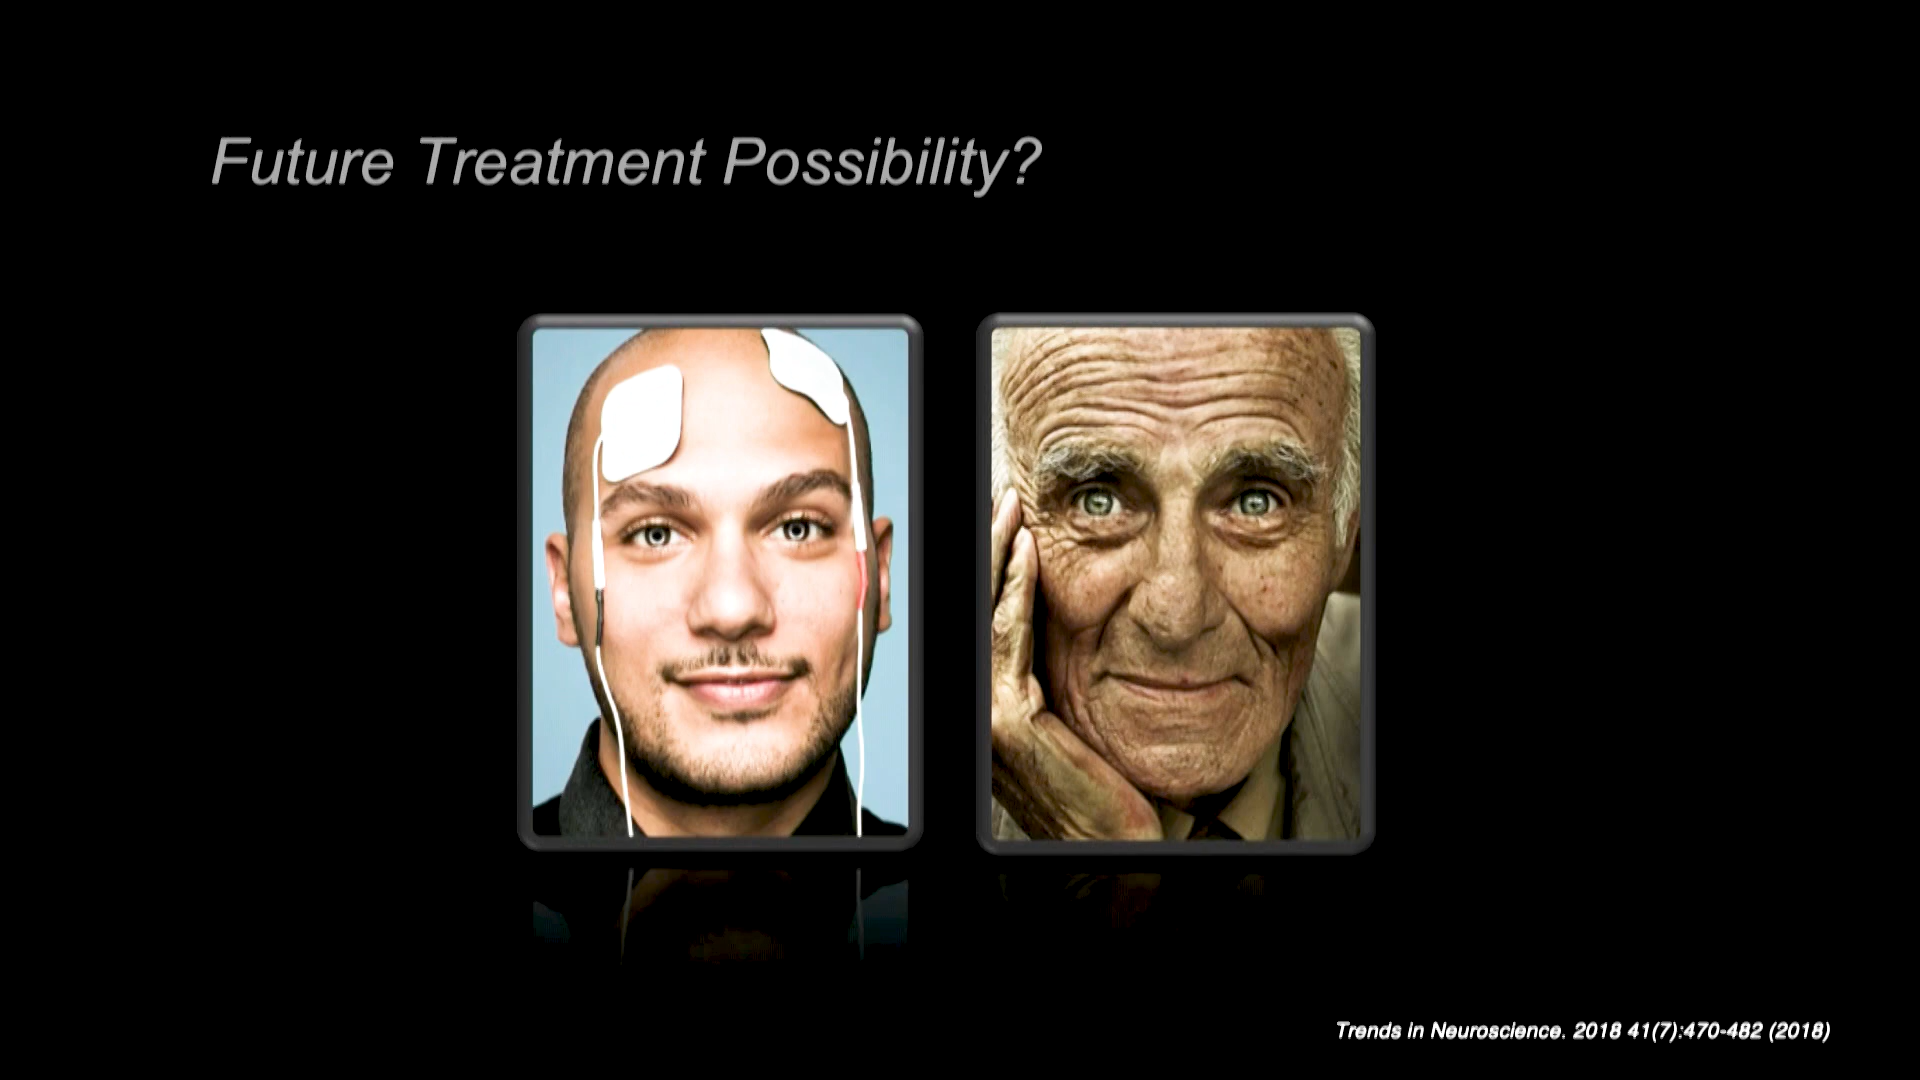 Future Treatment Possibility?
Trends in Neuroscience. 2018 41(7):470-482 (2018)